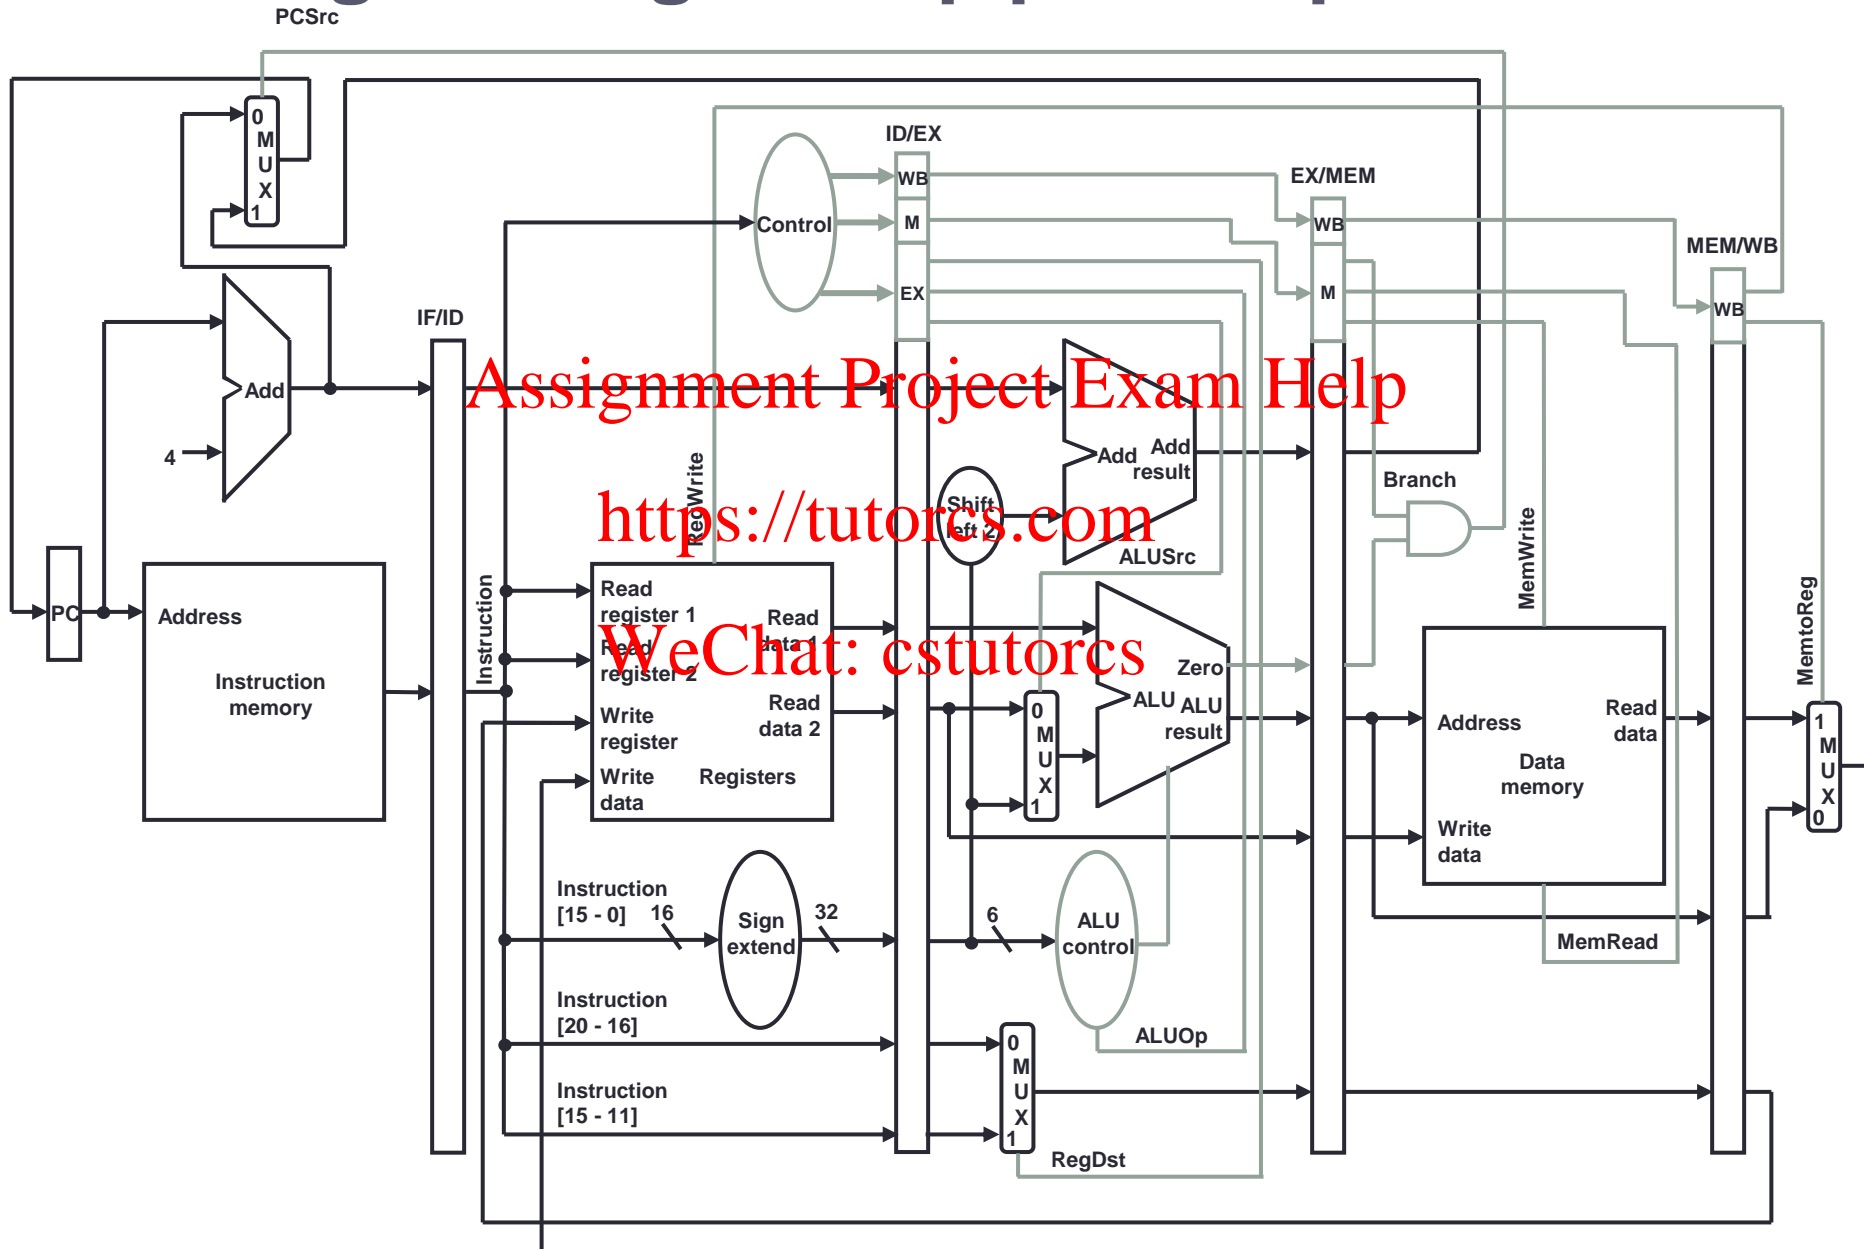 PCSrc
0
M
U
X
1
ID/EX
WB
M
EX
Control
EX/MEM
WB
M
MEM/WB
WB
IF/ID
Add
4
Assignment Project Exam Help
Add
Add
result
Shift
left 2
https://tutorcs.com
RegWrite
ALUSrc
Branch
MemWrite
MemtoReg
PC
Address
Instruction
memory
Instruction
Read
register 1
Read
data 1
Read
register 2
WeChat: cstutorcs
Write
register
Read
data 2
Write
data
Registers
0
M
U
X
1
Zero
ALU
ALU
result
Address
Read
data
Data
memory
Write
data
1
M
U
X
0
Instruction
[15 - 0]
16
Sign
extend
32
6
ALU
control
MemRead
Instruction
[20 - 16]
ALUOp
0
M
U
X
1
Instruction
[15 - 11]
RegDst